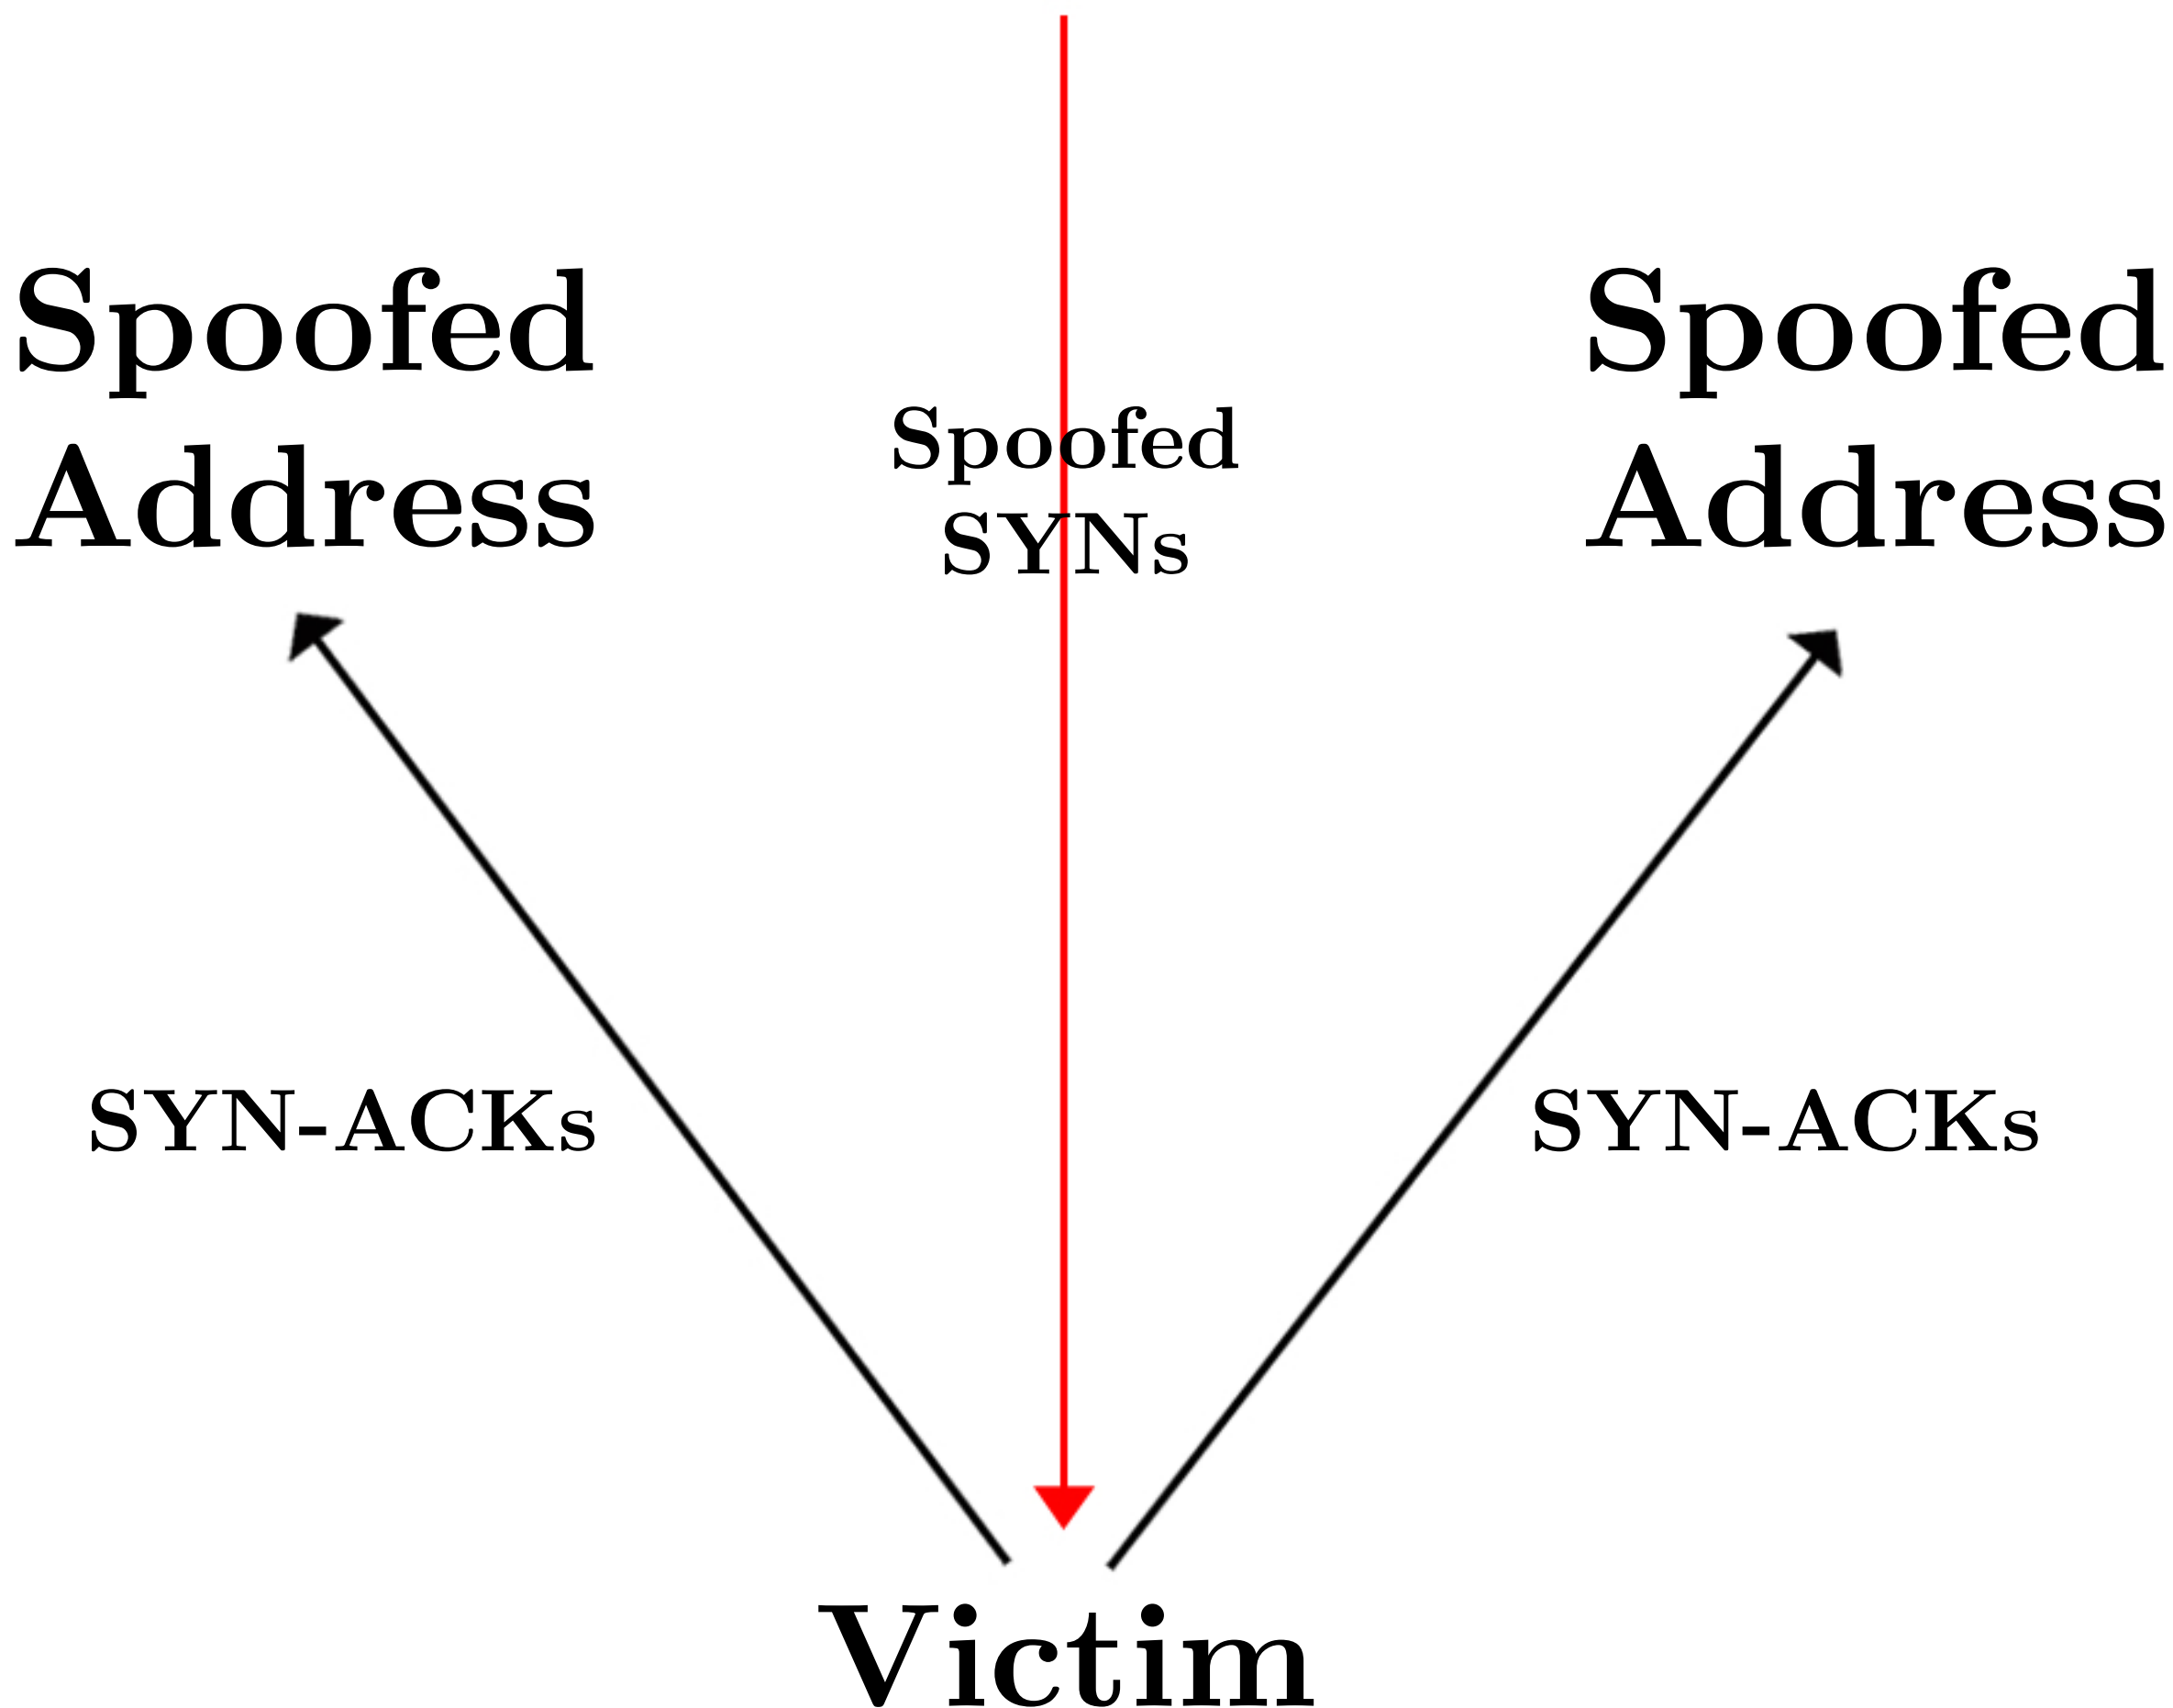 Spoofed
Address
Spoofed
SYNs
Spoofed
Address
SYN-ACKs
SYN-ACKs
Victim